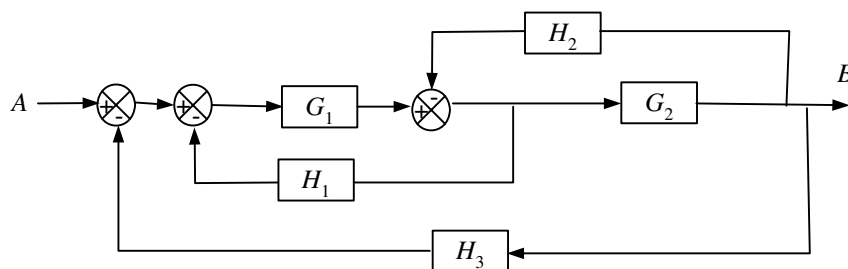 H2
B
A + - + - G1 - + G2
H1
H3